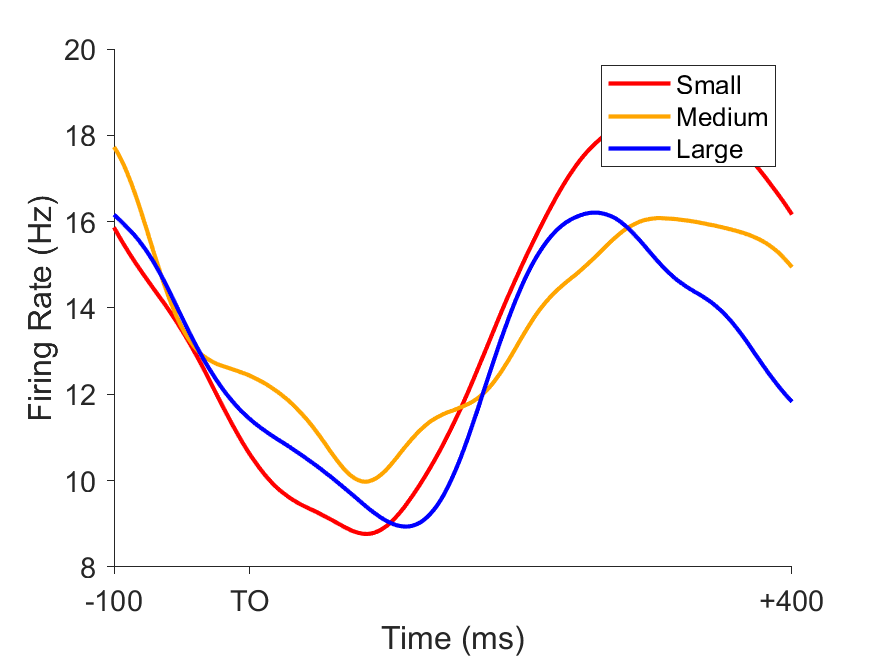 Firing Rate (Hz)
20
18
16
14
12
10
8
Small
Medium
Large
-100
TO
+400
Time (ms)